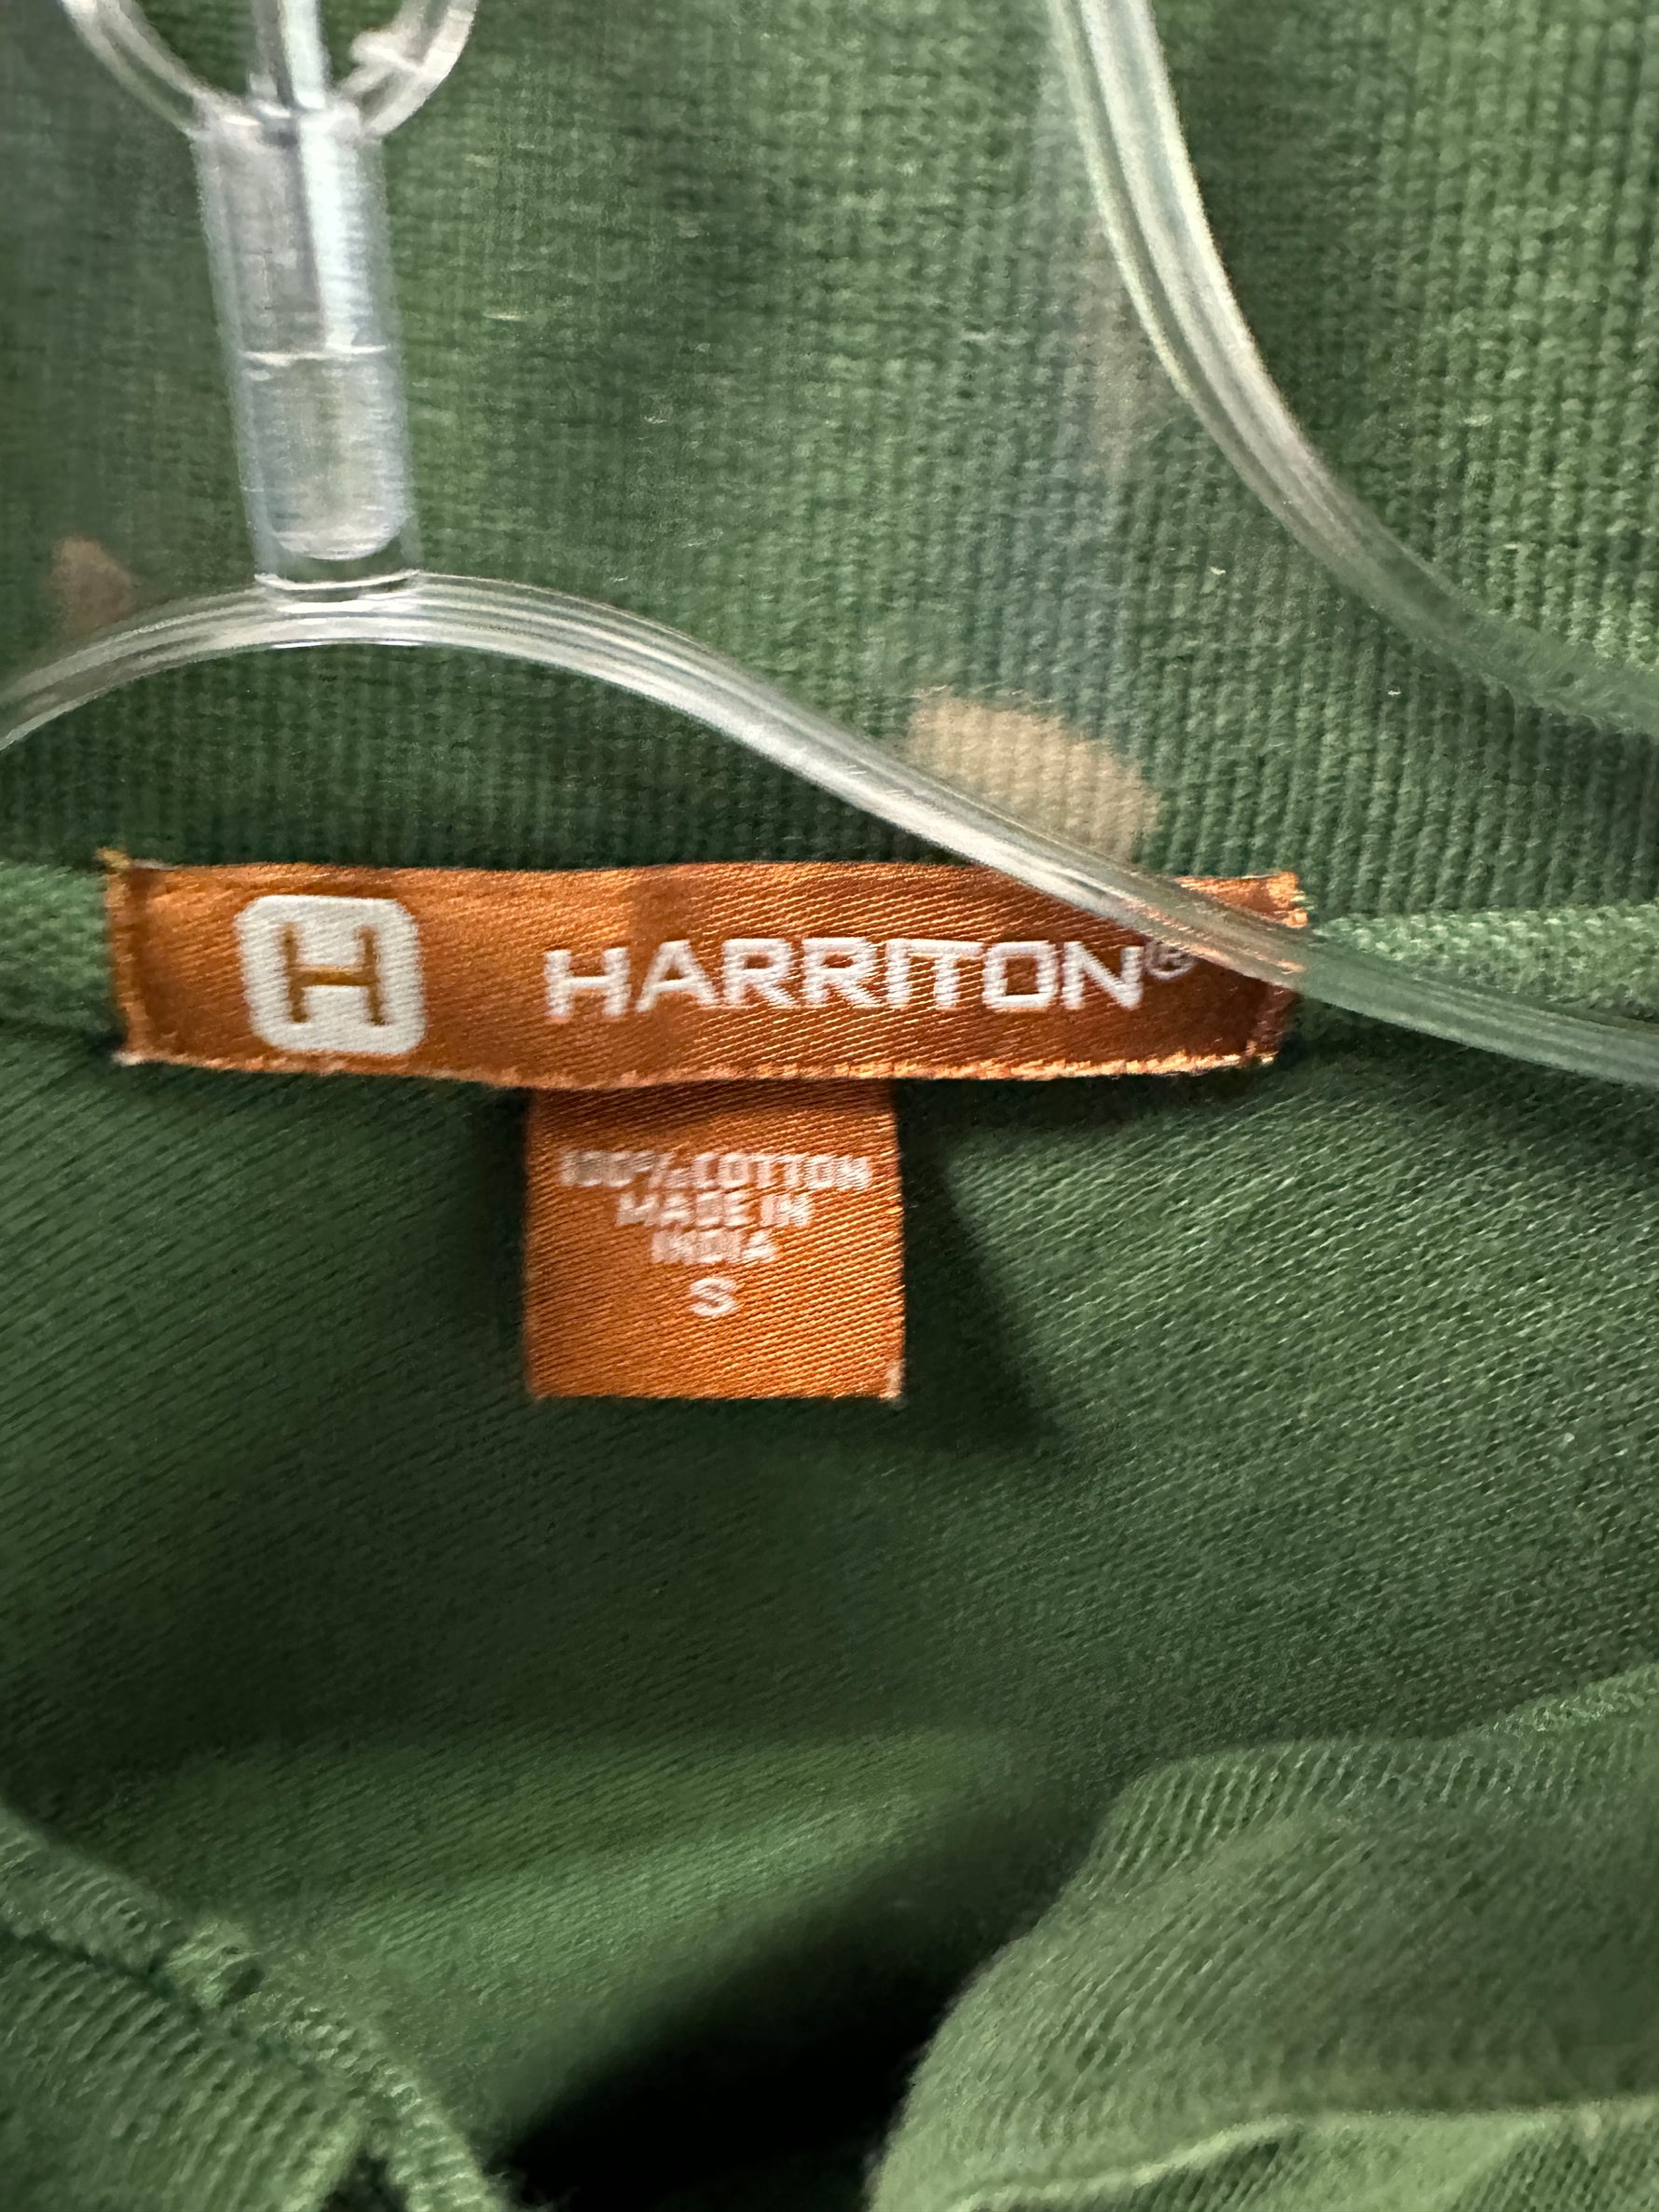 H HARRITON®
100% COTTON
MADE IN
INDIA
S